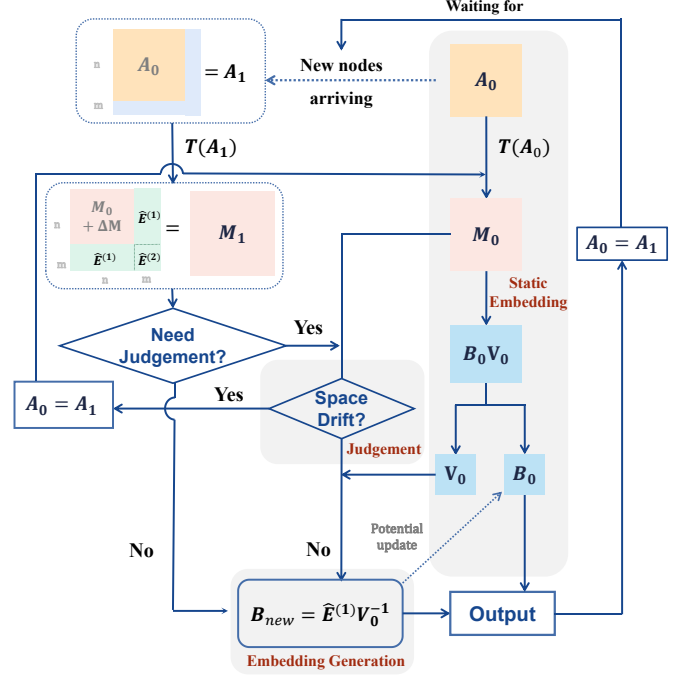 Waiting for
n
m
A₀
= A₁
New nodes
arriving
A₀
T(A₁)
T(A₀)
n
m
M₀
+ ΔM
Ê⁽¹⁾
Ê⁽¹⁾
Ê⁽²⁾
n
m
=
M₁
M₀
A₀ = A₁
Static
Embedding
Need
Judgement?
Yes
B₀V₀
A₀ = A₁
Yes
Space
Drift?
Judgement
V₀
B₀
Potential
update
No
No
B_new = Ê⁽¹⁾V₀⁻¹
Output
Embedding Generation